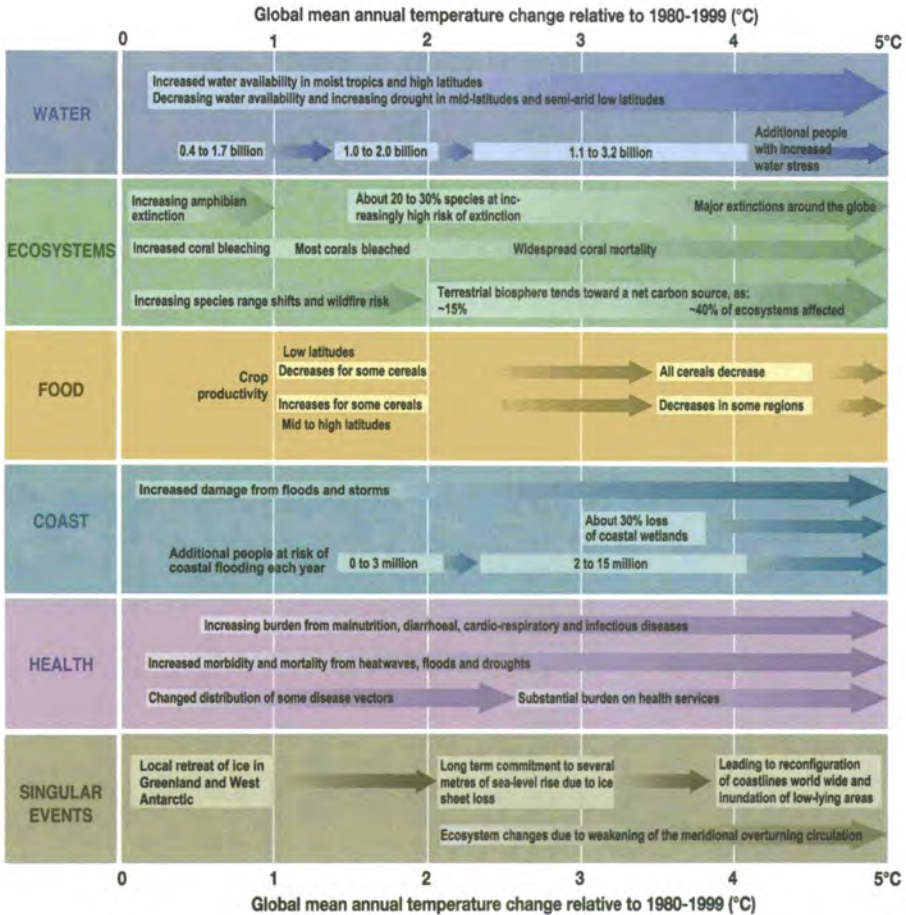 Global mean annual temperature change relative to 1980-1999 (°C)
0 1 2 3 4 5°C
WATER
Increased water availability in moist tropics and high latitudes
Decreasing water availability and increasing drought in mid-latitudes and semi-arid low latitudes
0.4 to 1.7 billion
1.0 to 2.0 billion
1.1 to 3.2 billion
Additional people
with increased
water stress
ECOSYSTEMS
Increasing amphibian
extinction
About 20 to 30% species at inc-
reasingly high risk of extinction
Major extinctions around the globe
Increased coral bleaching
Most corals bleached
Widespread coral mortality
Increasing species range shifts and wildfire risk
Terrestrial biosphere tends toward a net carbon source, as:
~15%
~40% of ecosystems affected
FOOD
Crop
productivity
Low latitudes
Decreases for some cereals
All cereals decrease
Increases for some cereals
Mid to high latitudes
Decreases in some regions
COAST
Increased damage from floods and storms
About 30% loss
of coastal wetlands
Additional people at risk of
coastal flooding each year
0 to 3 million
2 to 15 million
HEALTH
Increasing burden from malnutrition, diarrhoeal, cardio-respiratory and infectious diseases
Increased morbidity and mortality from heatwaves, floods and droughts
Changed distribution of some disease vectors
Substantial burden on health services
SINGULAR
EVENTS
Local retreat of ice in
Greenland and West
Antarctic
Long term commitment to several
metres of sea-level rise due to ice
sheet loss
Leading to reconfiguration
of coastlines world wide and
inundation of low-lying areas
Ecosystem changes due to weakening of the meridional overturning circulation
0 1 2 3 4 5°C
Global mean annual temperature change relative to 1980-1999 (°C)